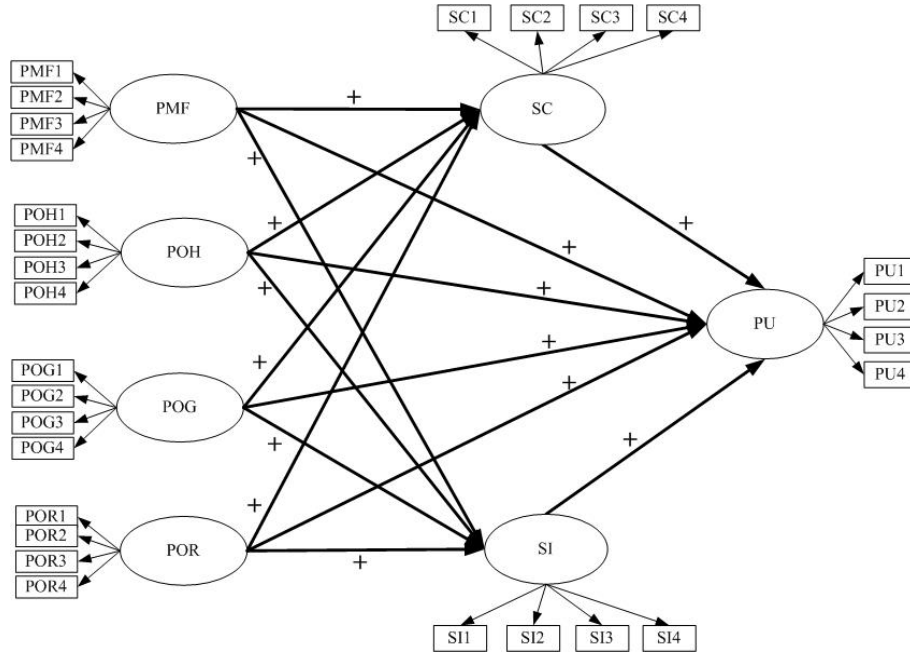 SC1 SC2 SC3 SC4
PMF1
PMF2
PMF3
PMF4
PMF
SC
+
+
POH1
POH2
POH3
POH4
POH
+
+
+
+
+
PU1
PU2
PU3
PU4
PU
POG1
POG2
POG3
POG4
POG
+
+
+
+
+
POR1
POR2
POR3
POR4
POR
+
+
SI
SI1 SI2 SI3 SI4